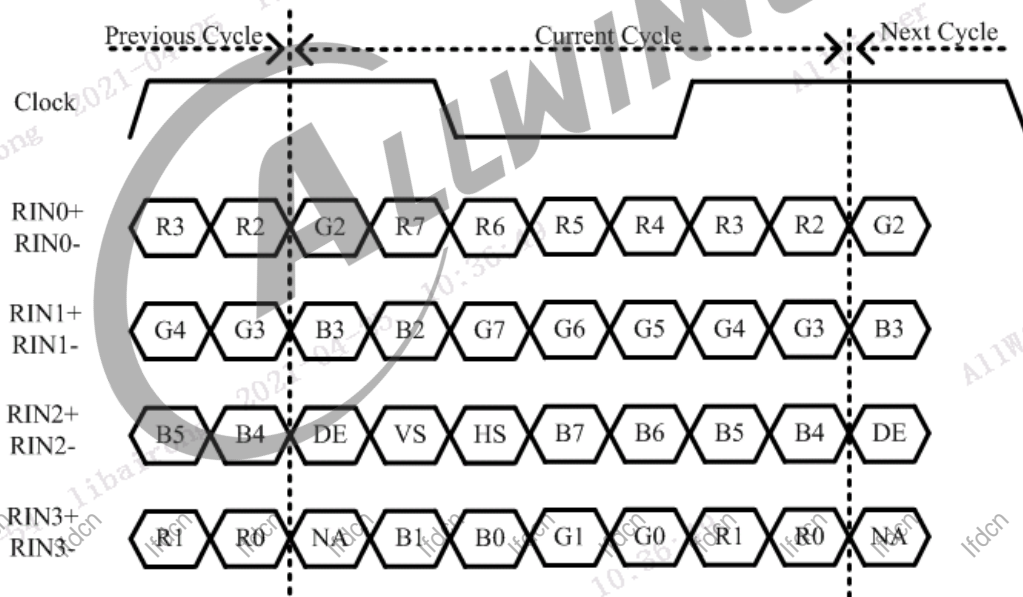 Previous Cycle Current Cycle Next Cycle
Clock
RIN0+
RIN0-
R3 R2 G2 R7 R6 R5 R4 R3 R2 G2
RIN1+
RIN1-
G4 G3 B3 B2 G7 G6 G5 G4 G3 B3
RIN2+
RIN2-
B5 B4 DE VS HS B7 B6 B5 B4 DE
RIN3+
RIN3-
R1 R0 NA B1 B0 G1 G0 R1 R0 NA